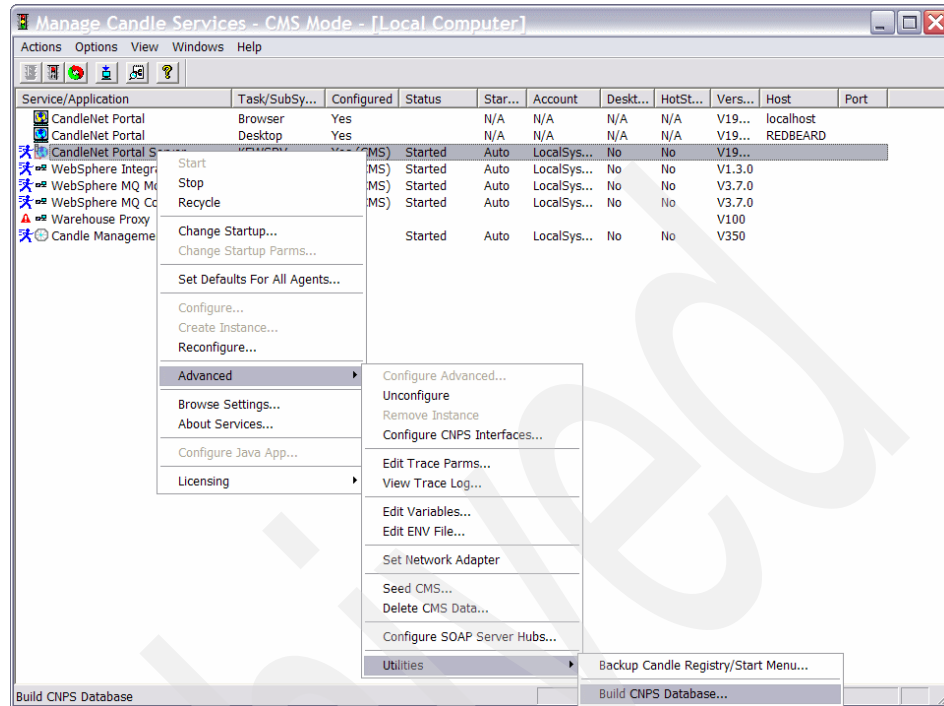 Manage Candle Services - CMS Mode - [Local Computer]
Actions Options View Windows Help
Service/Application Task/SubSy... Configured Status Star... Account Deskt... HotSt... Vers... Host Port
CandleNet Portal Browser Yes N/A N/A N/A N/A V19... localhost
CandleNet Portal Desktop Yes N/A N/A N/A N/A V19... REDBEARD
CandleNet Portal Server KFWSRV Yes (CMS) Started Auto LocalSys... No No V19...
WebSphere Integr MS) Started Auto LocalSys... No No V1.3.0
WebSphere MQ Mo MS) Started Auto LocalSys... No No V3.7.0
WebSphere MQ Co MS) Started Auto LocalSys... No No V3.7.0
Warehouse Proxy V100
Candle Manageme Started Auto LocalSys... No No V350
Start
Stop
Recycle
Change Startup...
Change Startup Parms...
Set Defaults For All Agents...
Configure...
Create Instance...
Reconfigure...
Advanced
Browse Settings...
About Services...
Configure Java App...
Licensing
Configure Advanced...
Unconfigure
Remove Instance
Configure CNPS Interfaces...
Edit Trace Parms...
View Trace Log...
Edit Variables...
Edit ENV File...
Set Network Adapter
Seed CMS...
Delete CMS Data...
Configure SOAP Server Hubs...
Utilities
Backup Candle Registry/Start Menu...
Build CNPS Database...
Build CNPS Database